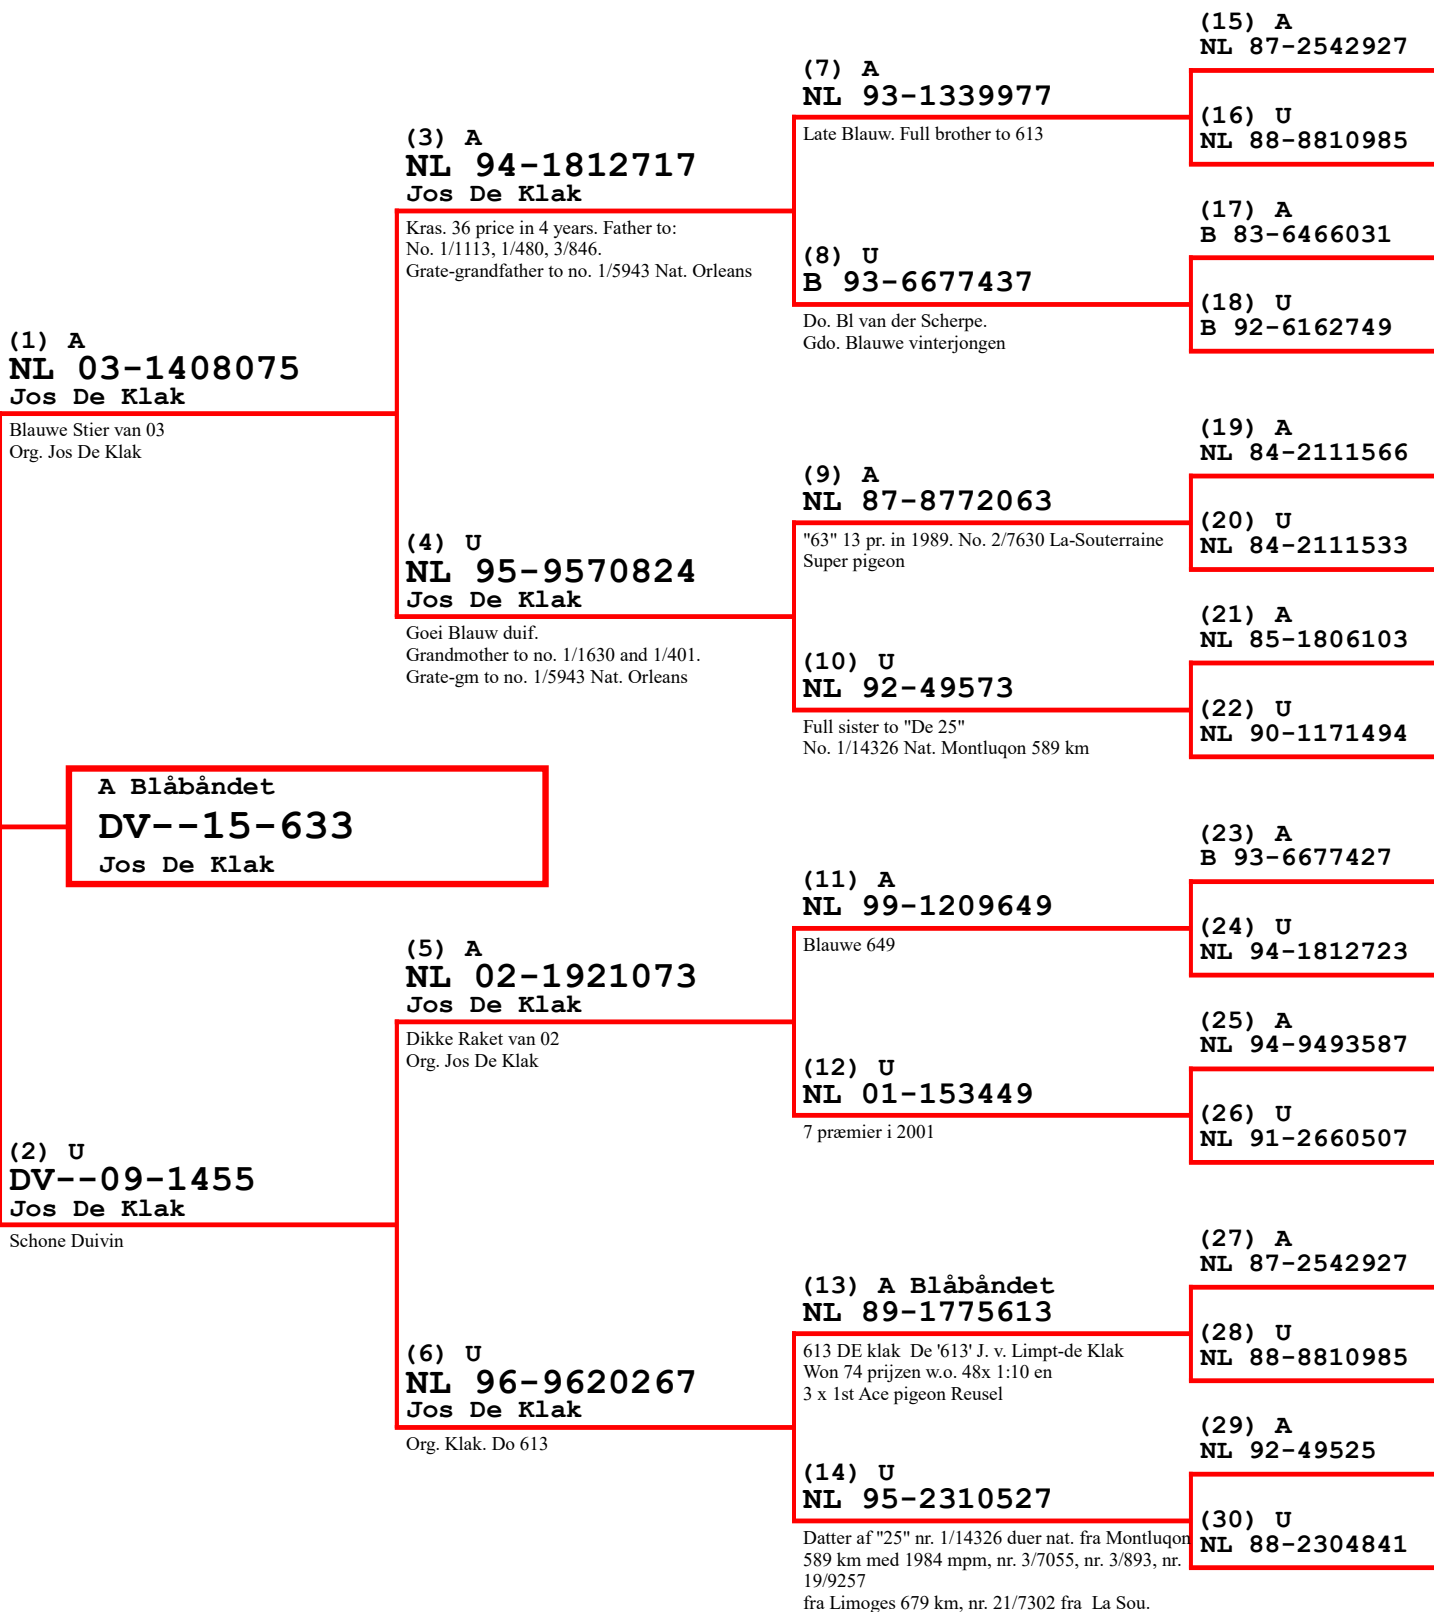 (1) A
NL 03-1408075
Jos De Klak
Blauwe Stier van 03
Org. Jos De Klak
A Blåbåndet
DV--15-633
Jos De Klak
(2) U
DV--09-1455
Jos De Klak
Schone Duivin
(3) A
NL 94-1812717
Jos De Klak
Kras. 36 price in 4 years. Father to:
No. 1/1113, 1/480, 3/846.
Grate-grandfather to no. 1/5943 Nat. Orleans
(4) U
NL 95-9570824
Jos De Klak
Goei Blauw duif.
Grandmother to no. 1/1630 and 1/401.
Grate-gm to no. 1/5943 Nat. Orleans
(5) A
NL 02-1921073
Jos De Klak
Dikke Raket van 02
Org. Jos De Klak
(6) U
NL 96-9620267
Jos De Klak
Org. Klak. Do 613
(7) A
NL 93-1339977
Late Blauw. Full brother to 613
(8) U
B 93-6677437
Do. Bl van der Scherpe.
Gdo. Blauwe vinterjongen
(9) A
NL 87-8772063
"63" 13 pr. in 1989. No. 2/7630 La-Souterraine
Super pigeon
(10) U
NL 92-49573
Full sister to "De 25"
No. 1/14326 Nat. Montluqon 589 km
(11) A
NL 99-1209649
Blauwe 649
(12) U
NL 01-153449
7 præmier i 2001
(13) A Blåbåndet
NL 89-1775613
613 DE klak  De '613' J. v. Limpt-de Klak
Won 74 prijzen w.o. 48x 1:10 en
3 x 1st Ace pigeon Reusel
(14) U
NL 95-2310527
Datter af "25" nr. 1/14326 duer nat. fra Montluqon
589 km med 1984 mpm, nr. 3/7055, nr. 3/893, nr.
19/9257
fra Limoges 679 km, nr. 21/7302 fra  La Sou.
(15) A
NL 87-2542927
(16) U
NL 88-8810985
(17) A
B 83-6466031
(18) U
B 92-6162749
(19) A
NL 84-2111566
(20) U
NL 84-2111533
(21) A
NL 85-1806103
(22) U
NL 90-1171494
(23) A
B 93-6677427
(24) U
NL 94-1812723
(25) A
NL 94-9493587
(26) U
NL 91-2660507
(27) A
NL 87-2542927
(28) U
NL 88-8810985
(29) A
NL 92-49525
(30) U
NL 88-2304841